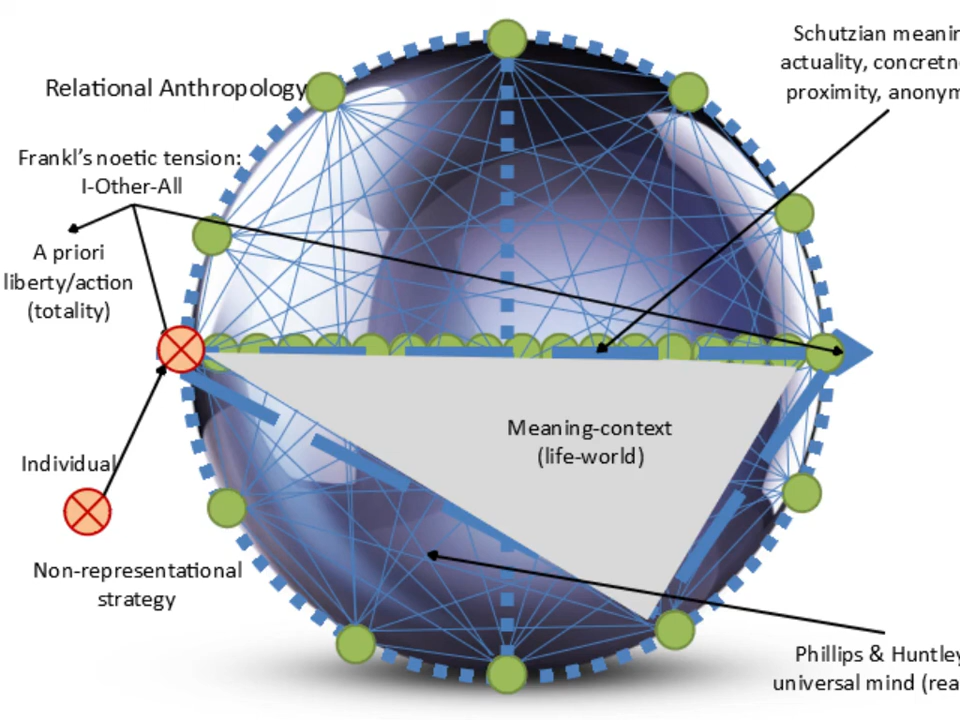 Schutzian
actuality,
proximity,
Relational Anthropology
Frankl's noetic tension:
I-Other-All
A priori
liberty/action
(totality)
Meaning-context
(life-world)
Individual
Non-representational
strategy
Phillips & Huntley
universal mind